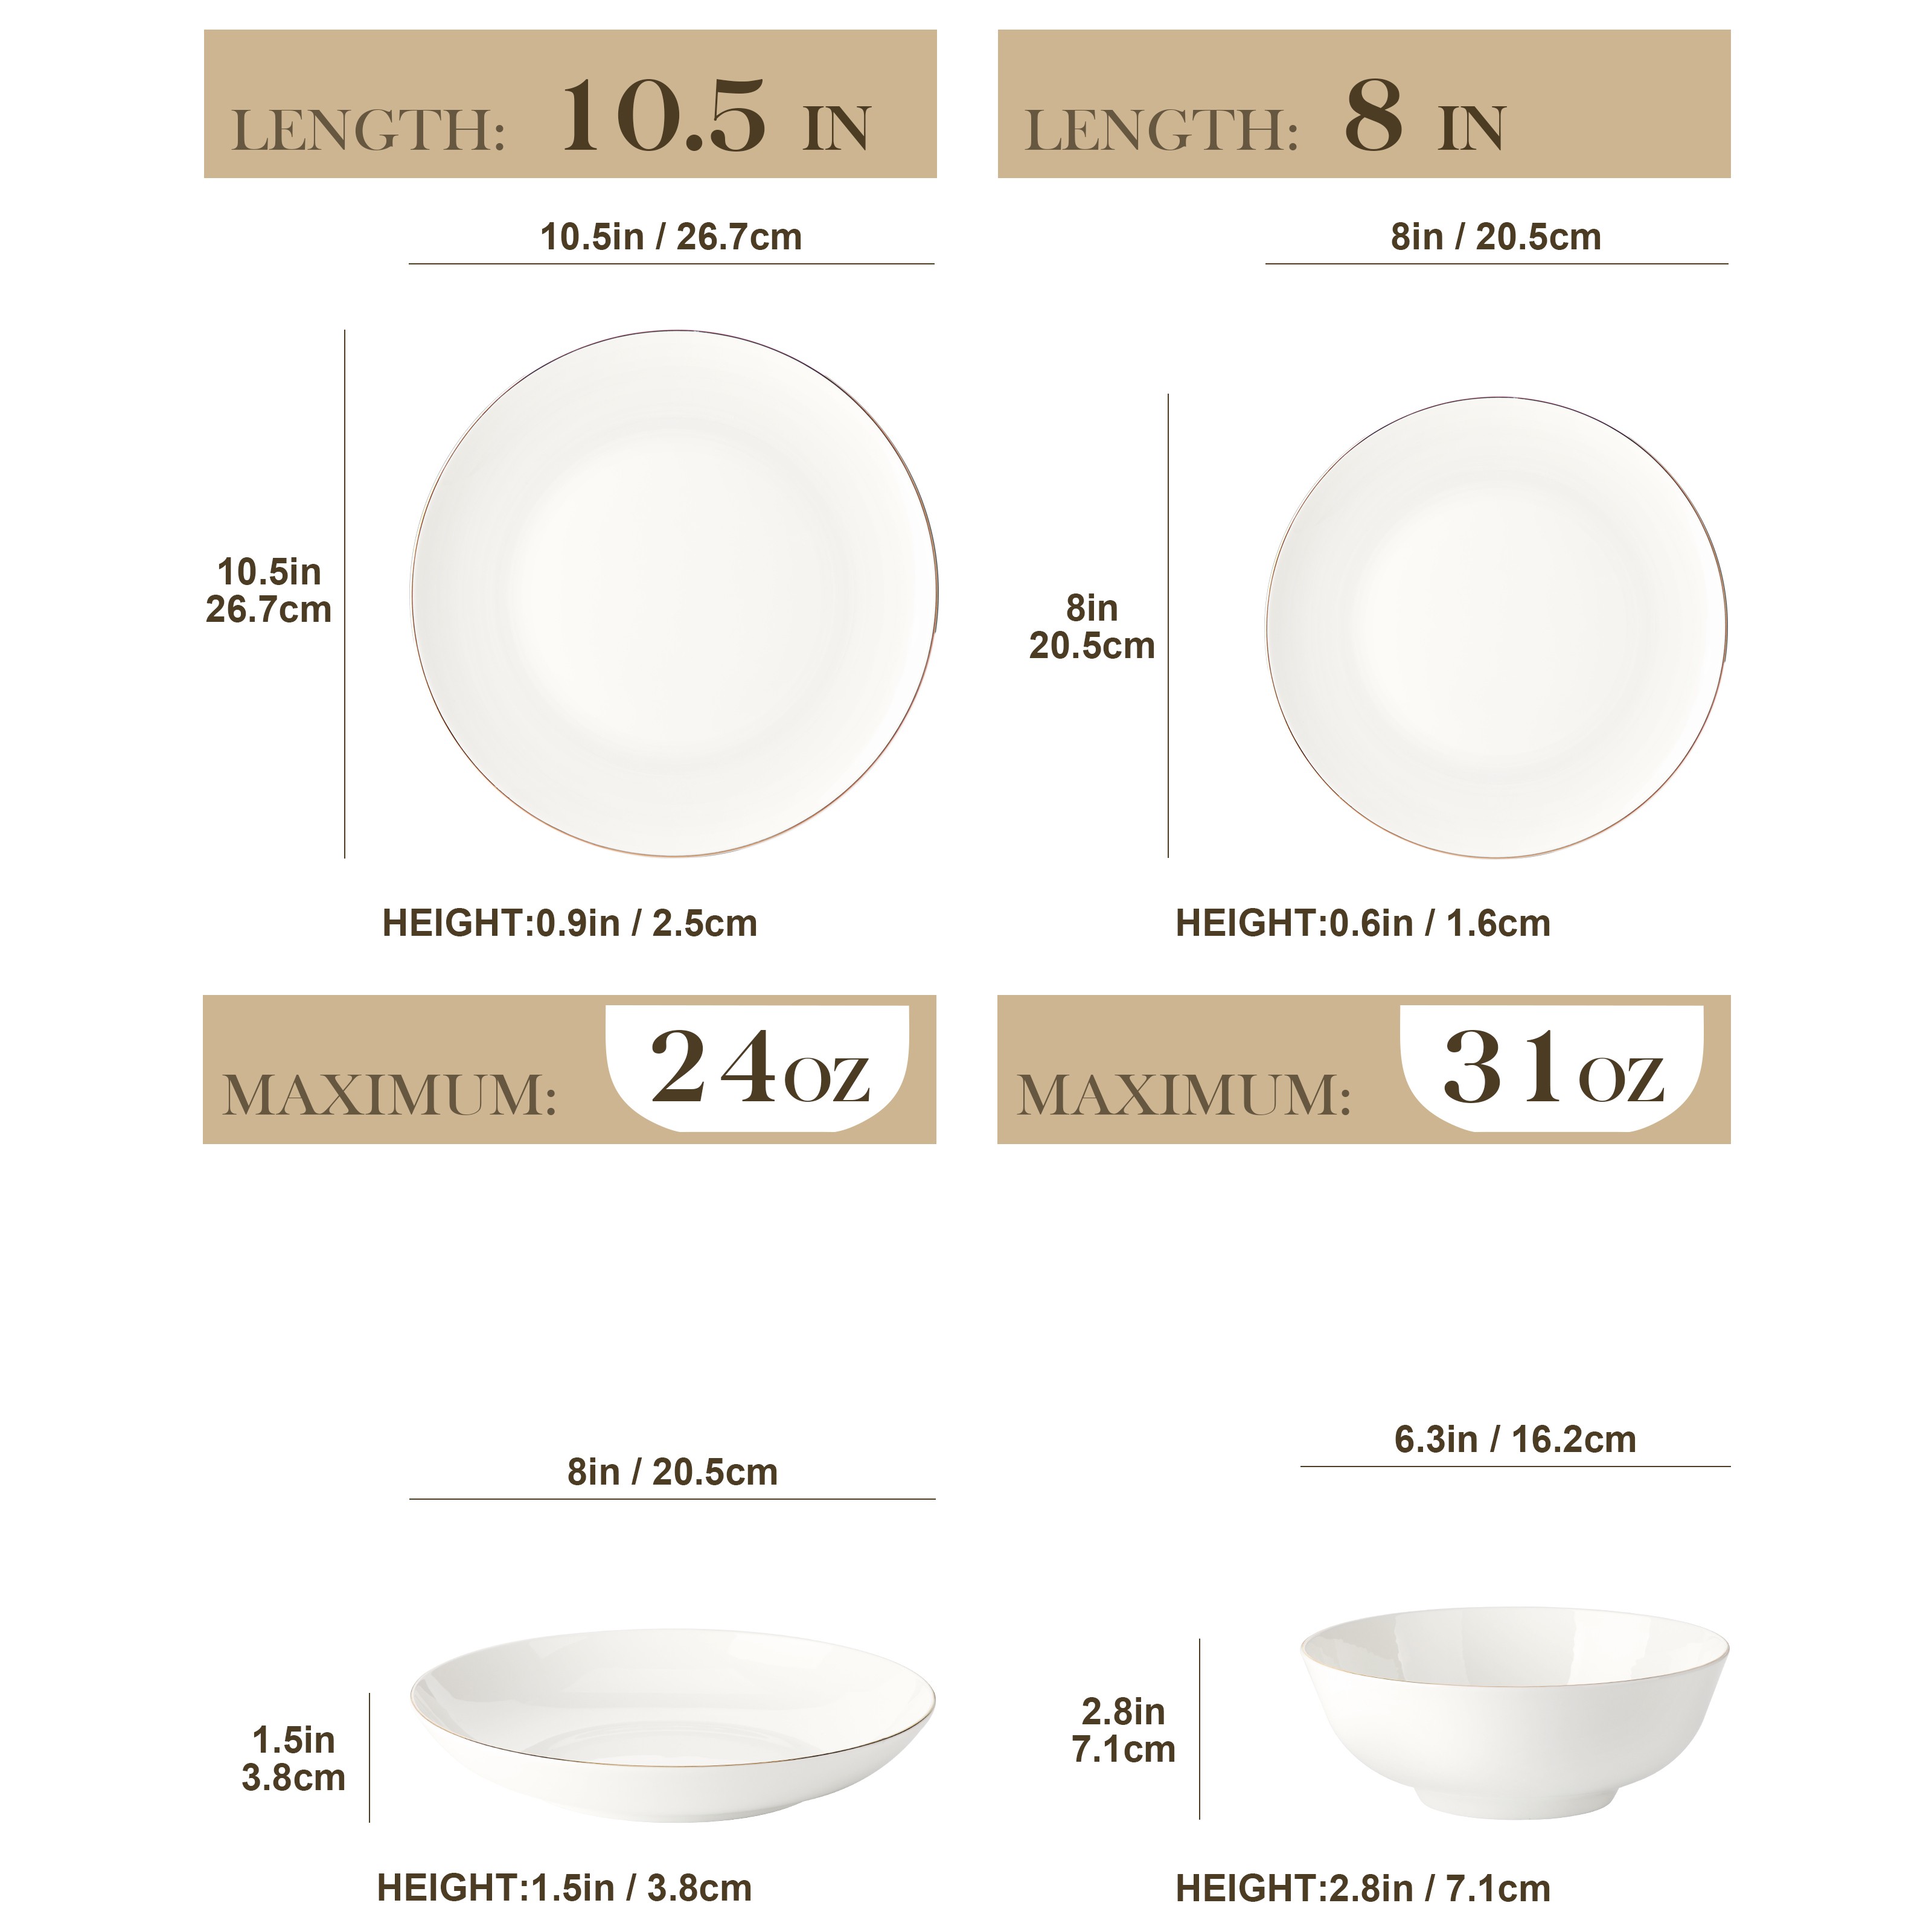 LENGTH: 10.5 IN
10.5in / 26.7cm
10.5in
26.7cm
HEIGHT:0.9in / 2.5cm
LENGTH: 8 IN
8in / 20.5cm
8in
20.5cm
HEIGHT:0.6in / 1.6cm
MAXIMUM: 24OZ
8in / 20.5cm
1.5in
3.8cm
HEIGHT:1.5in / 3.8cm
MAXIMUM: 31OZ
6.3in / 16.2cm
2.8in
7.1cm
HEIGHT:2.8in / 7.1cm